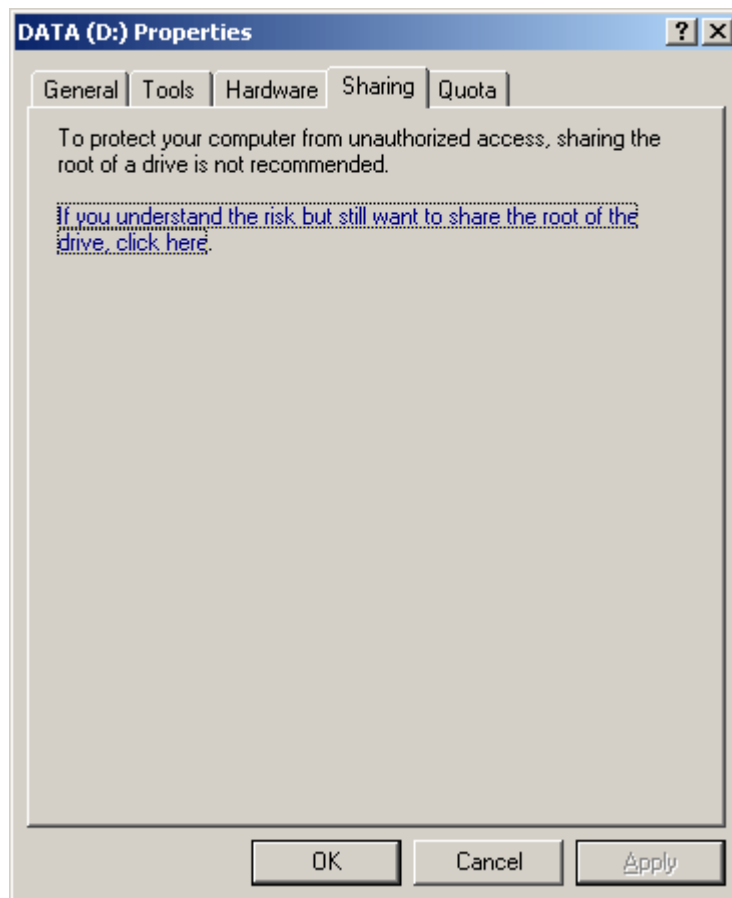 DATA (D:) Properties
General Tools Hardware Sharing Quota
To protect your computer from unauthorized access, sharing the
root of a drive is not recommended.
If you understand the risk but still want to share the root of the
drive, click here.
OK Cancel Apply